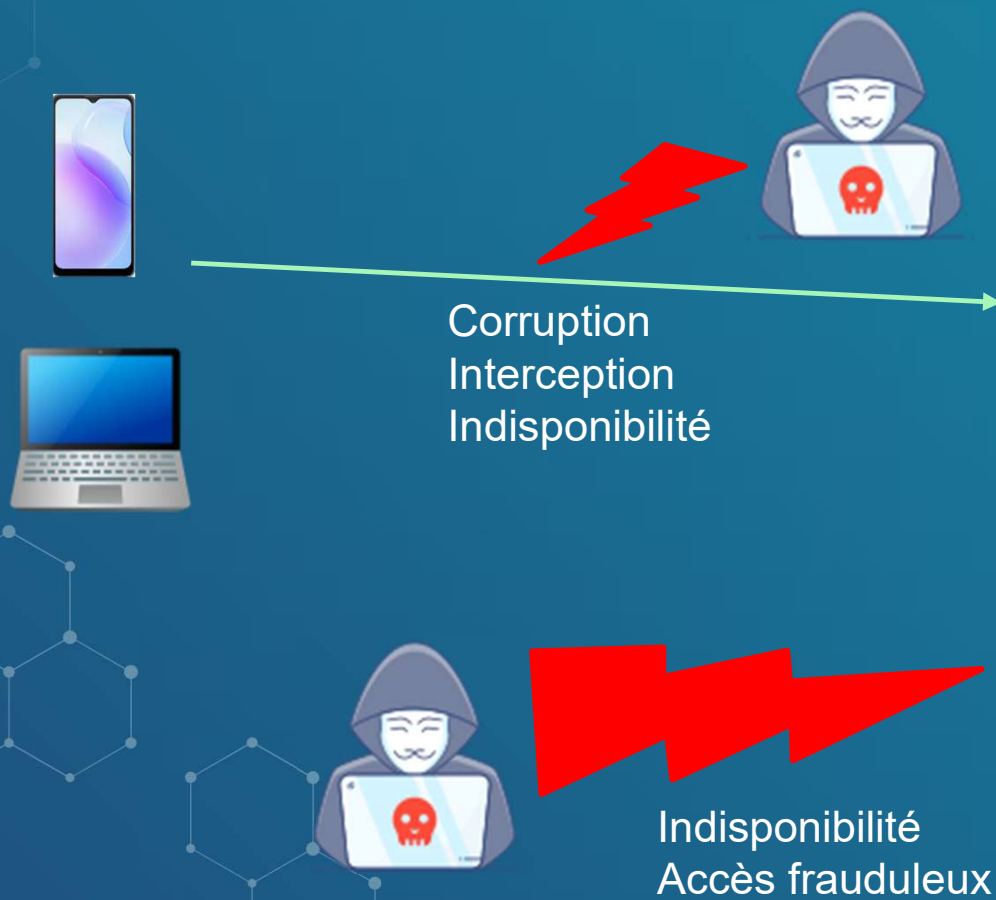 Corruption
Interception
Indisponibilité
Indisponibilité
Accès frauduleux